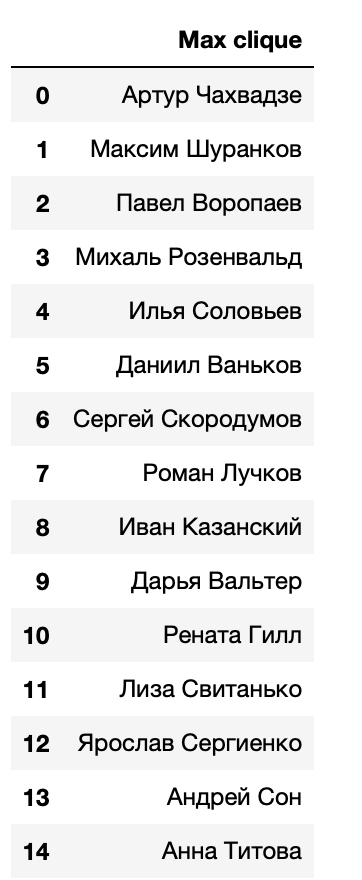 Max clique
0 Артур Чахвадзе
1 Максим Шуранков
2 Павел Воропаев
3 Михаль Розенвальд
4 Илья Соловьев
5 Даниил Ваньков
6 Сергей Скородумов
7 Роман Лучков
8 Иван Казанский
9 Дарья Вальтер
10 Рената Гилл
11 Лиза Свитанько
12 Ярослав Сергиенко
13 Андрей Сон
14 Анна Титова